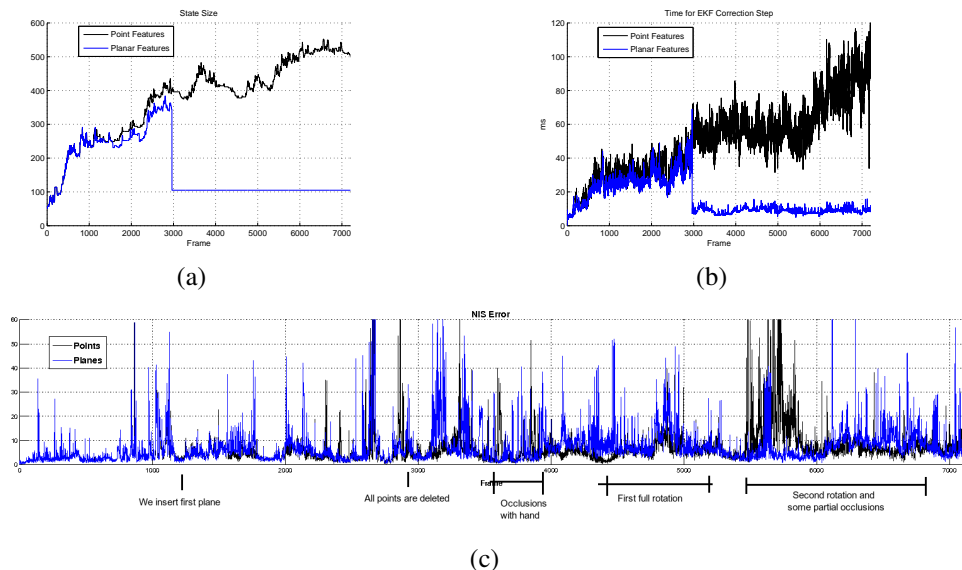 State Size
600
500
400
300
200
100
0
Point Features
Planar Features
0 1000 2000 3000 4000 5000 6000 7000
Frame
(a)
Time for EKF Correction Step
120
100
80
60
40
20
0
ms
Point Features
Planar Features
0 1000 2000 3000 4000 5000 6000 7000
Frame
(b)
NIS Error
60
50
40
30
20
10
0
Points
Planes
0 1000 2000 3000 4000 5000 6000 7000
Frame
We insert first plane
All points are deleted
Occlusions
with hand
First full rotation
Second rotation and
some partial occlusions
(c)